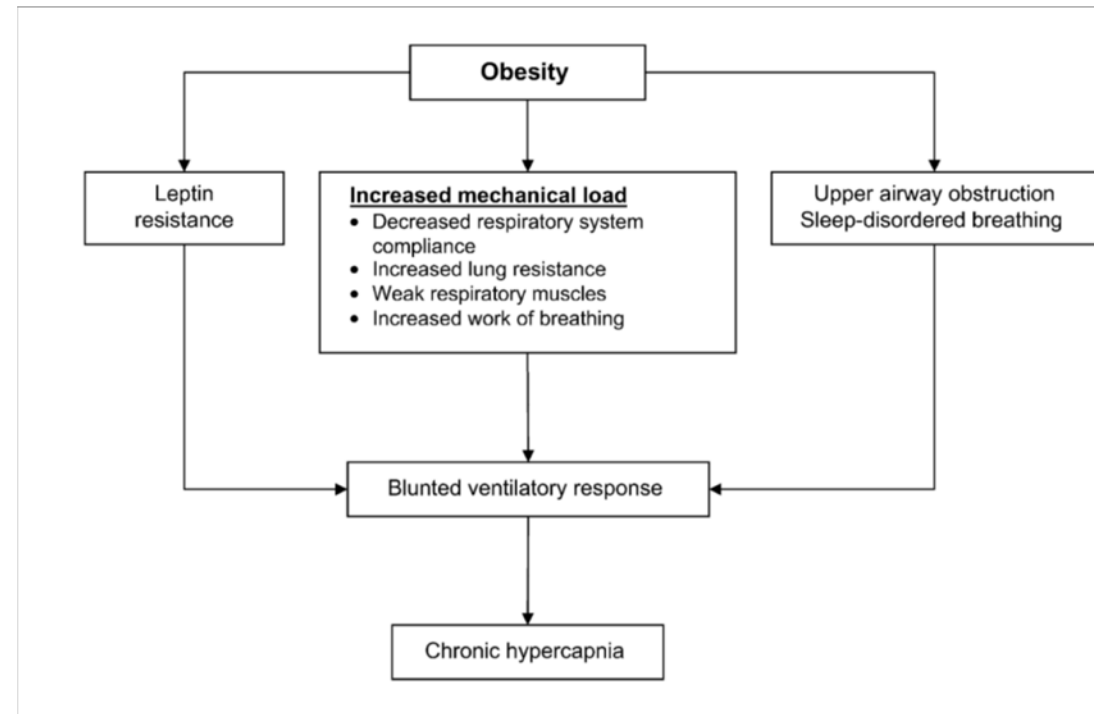 Obesity
Leptin
resistance
Increased mechanical load
• Decreased respiratory system
compliance
• Increased lung resistance
• Weak respiratory muscles
• Increased work of breathing
Upper airway obstruction
Sleep-disordered breathing
Blunted ventilatory response
Chronic hypercapnia